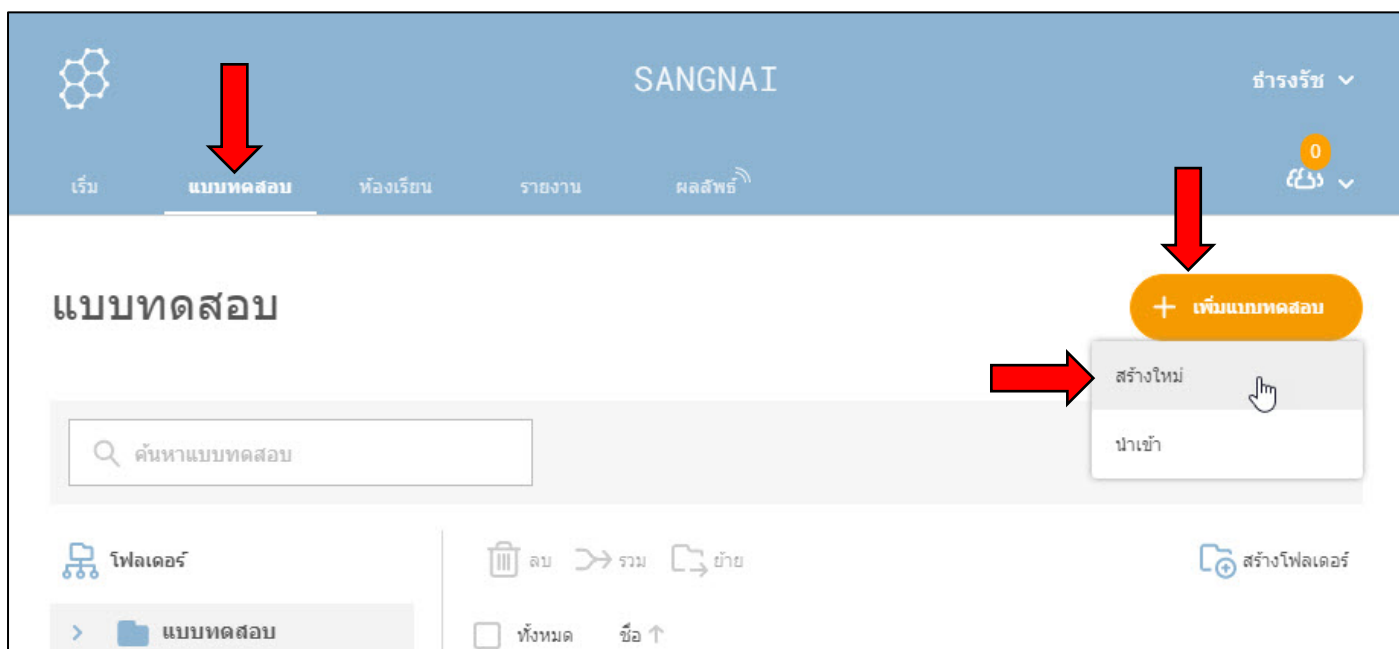 SANGNAI
ธำรงรัช
0
เริ่ม แบบทดสอบ ห้องเรียน รายงาน ผลลัพธ์
แบบทดสอบ
+ เพิ่มแบบทดสอบ
สร้างใหม่
นำเข้า
ค้นหาแบบทดสอบ
โฟลเดอร์ ลบ รวม ย้าย สร้างโฟลเดอร์
แบบทดสอบ ทั้งหมด ชื่อ ↑